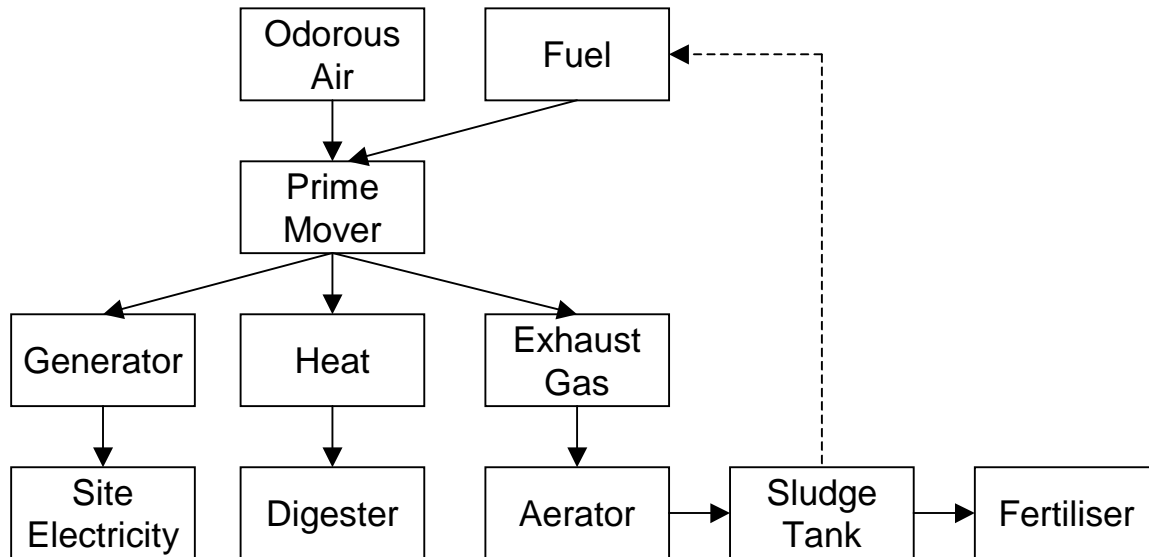 Odorous
Air
Fuel
Prime
Mover
Generator
Heat
Exhaust
Gas
Site
Electricity
Digester
Aerator
Sludge
Tank
Fertiliser